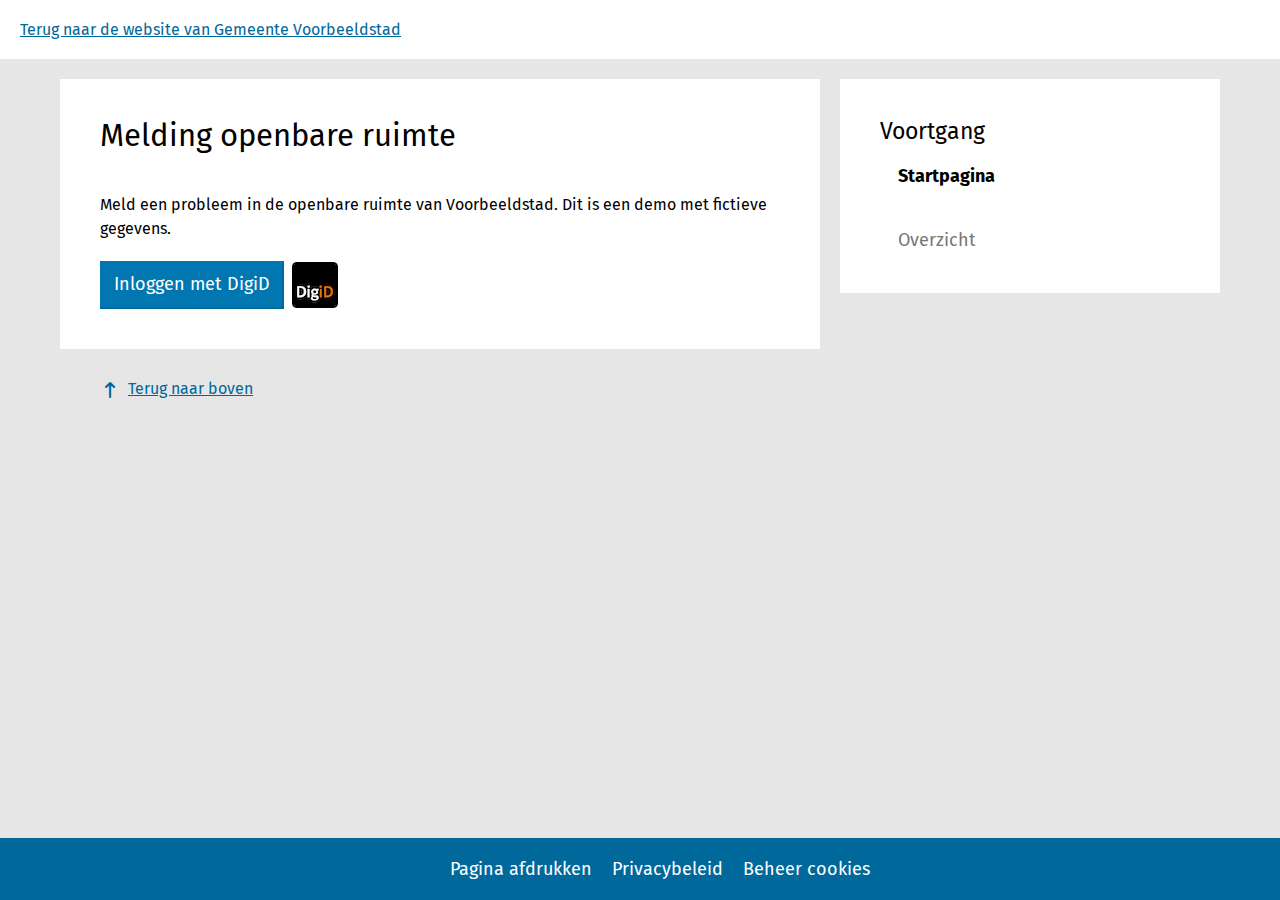 Terug naar de website van Gemeente Voorbeeldstad
Melding openbare ruimte
Meld een probleem in de openbare ruimte van Voorbeeldstad. Dit is een demo met fictieve
gegevens.
Inloggen met DigiD
DigiD
Terug naar boven
Voortgang
Startpagina
Overzicht
Pagina afdrukken
Privacybeleid
Beheer cookies